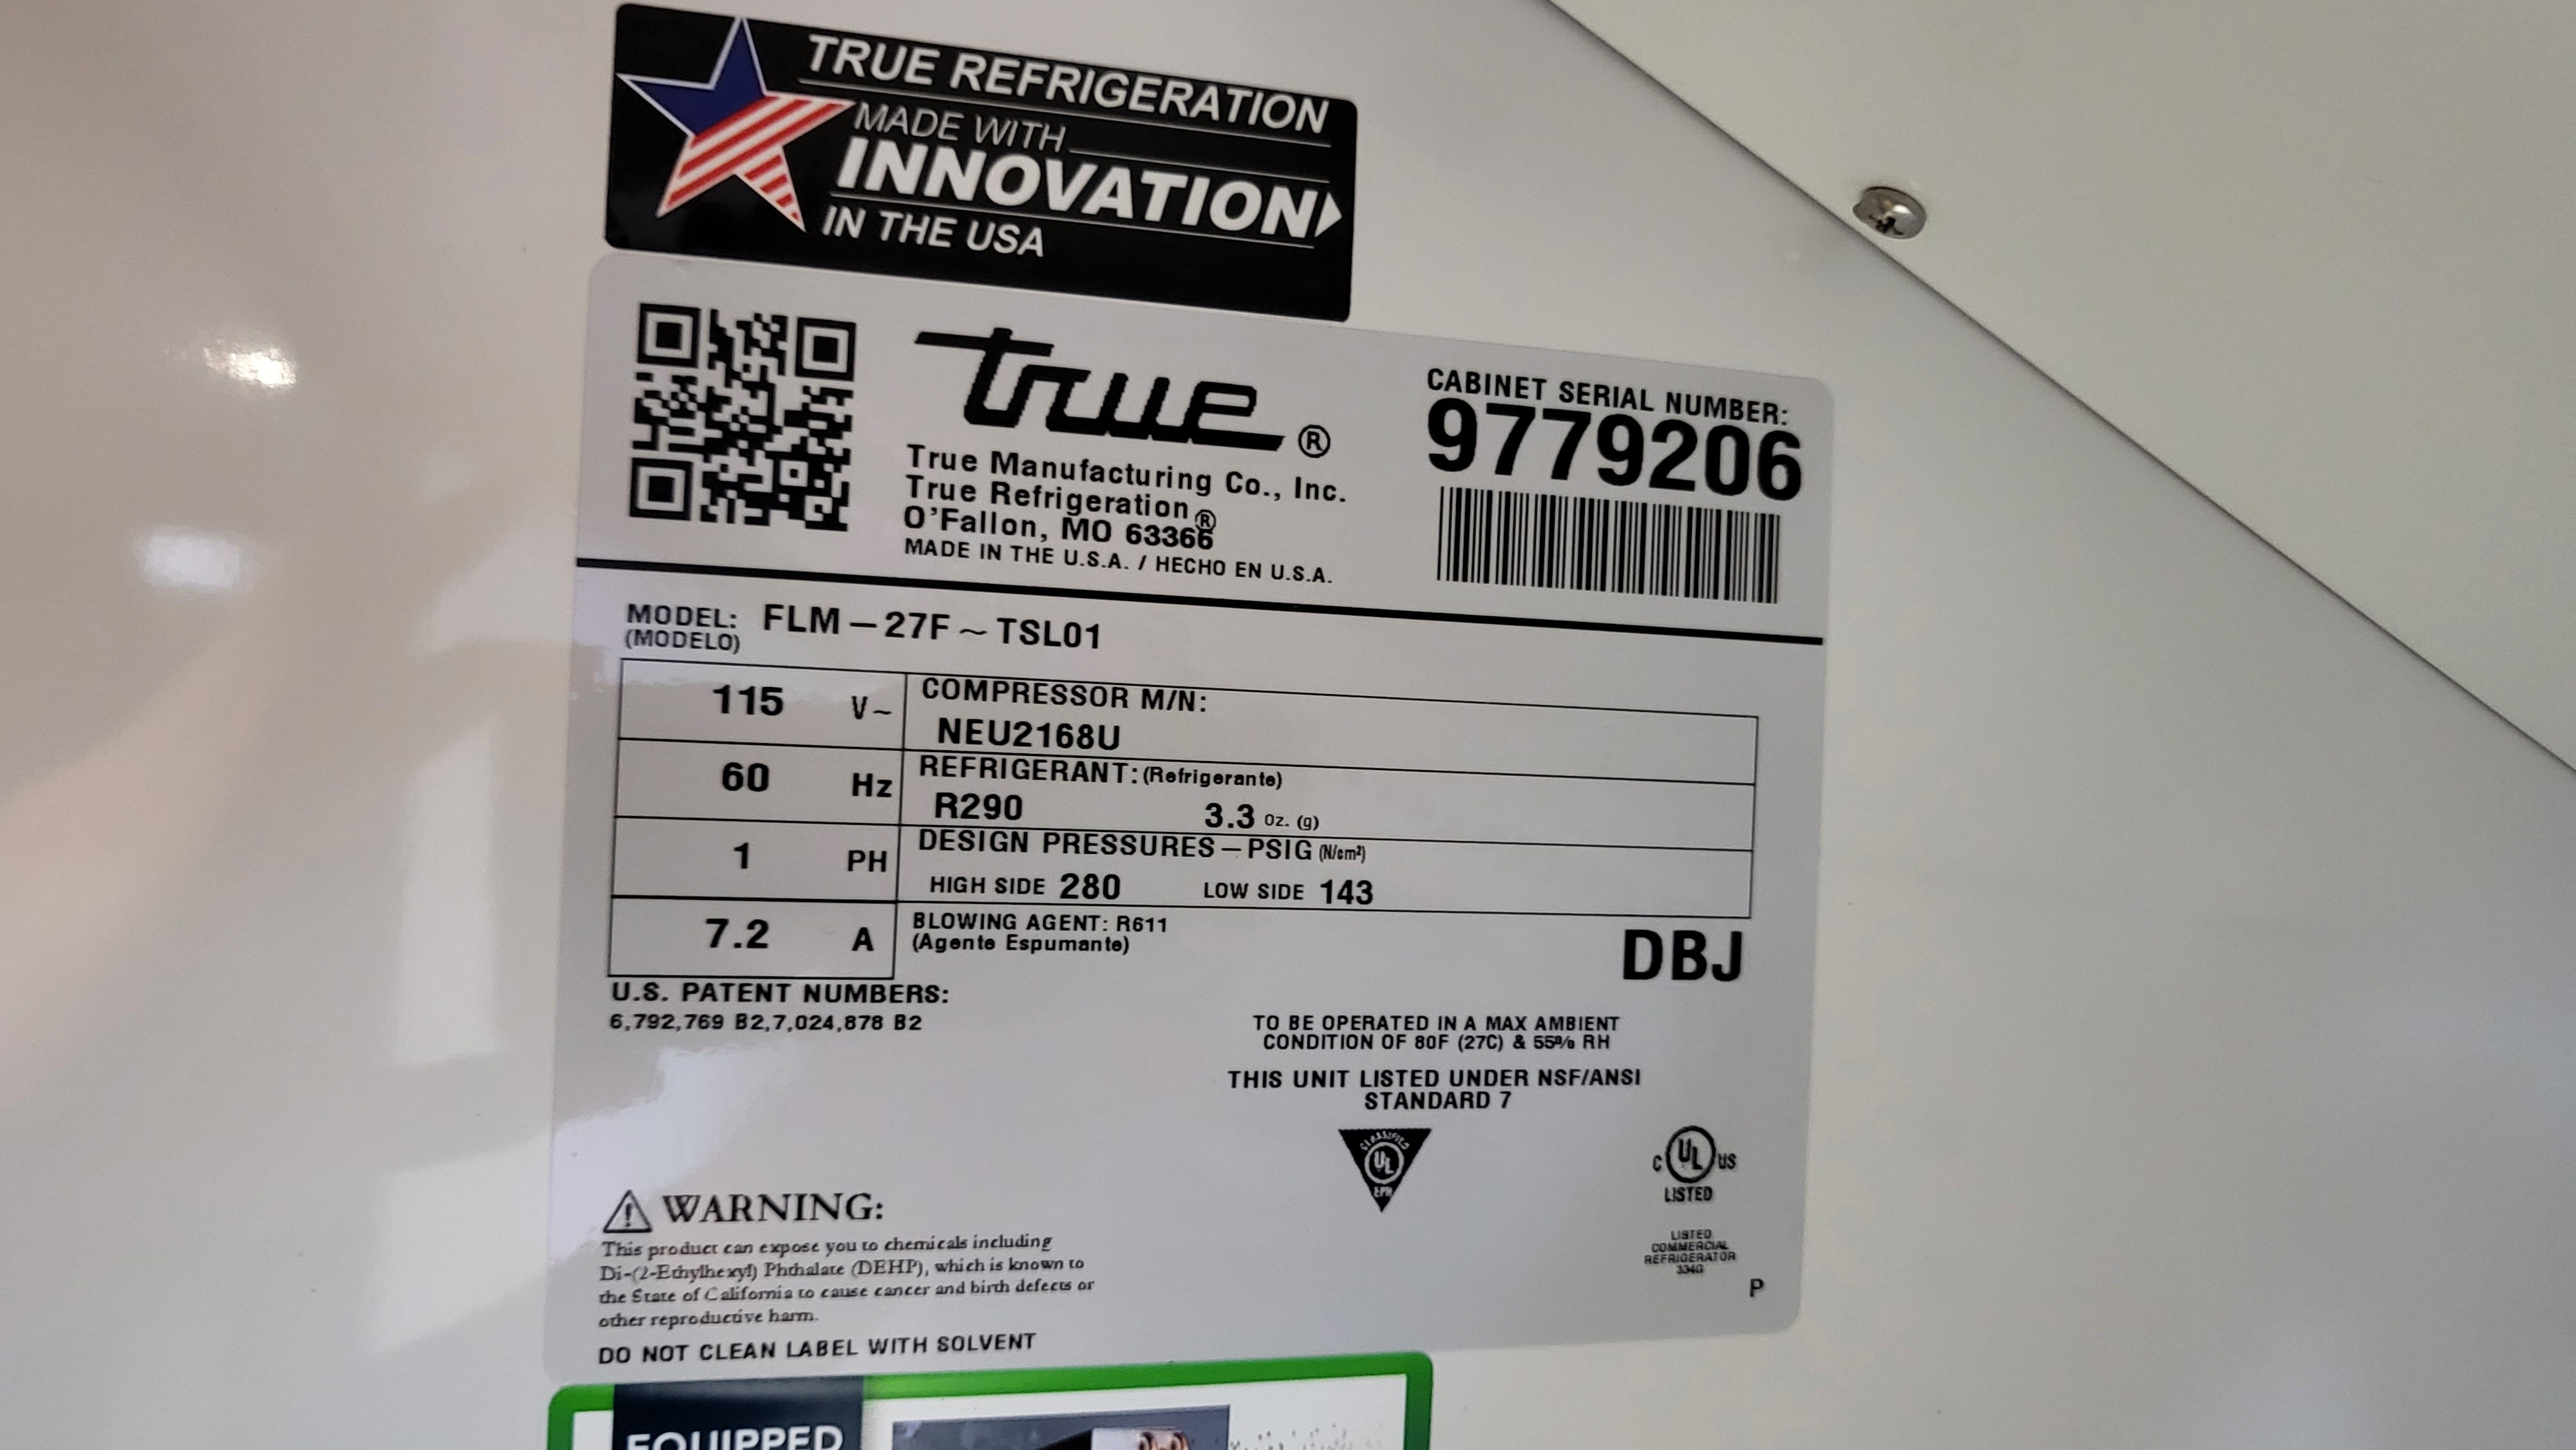 TRUE REFRIGERATION
MADE WITH
INNOVATION
IN THE USA
true®
True Manufacturing Co., Inc.
True Refrigeration®
O'Fallon, MO 63366
MADE IN THE U.S.A. / HECHO EN U.S.A.
CABINET SERIAL NUMBER:
9779206
MODEL: FLM-27F~TSL01
(MODELO)
115 V~
60 Hz
1 PH
7.2 A
COMPRESSOR M/N:
NEU2168U
REFRIGERANT: (Refrigerante)
R290 3.3 Oz. (g)
DESIGN PRESSURES-PSIG (N/cm²)
HIGH SIDE 280 LOW SIDE 143
BLOWING AGENT: R611
(Agente Espumante)
DBJ
U.S. PATENT NUMBERS:
6,792,769 B2,7,024,878 B2
TO BE OPERATED IN A MAX AMBIENT
CONDITION OF 80F (27C) & 55% RH
THIS UNIT LISTED UNDER NSF/ANSI
STANDARD 7
CLASSIFIED
UL
EPH
C UL US
LISTED
LISTED
COMMERCIAL
REFRIGERATOR
334G
P
WARNING:
This product can expose you to chemicals including
Di-(2-Ethylhexyl) Phthalate (DEHP), which is known to
the State of California to cause cancer and birth defects or
other reproductive harm.
DO NOT CLEAN LABEL WITH SOLVENT
EQUIPPED